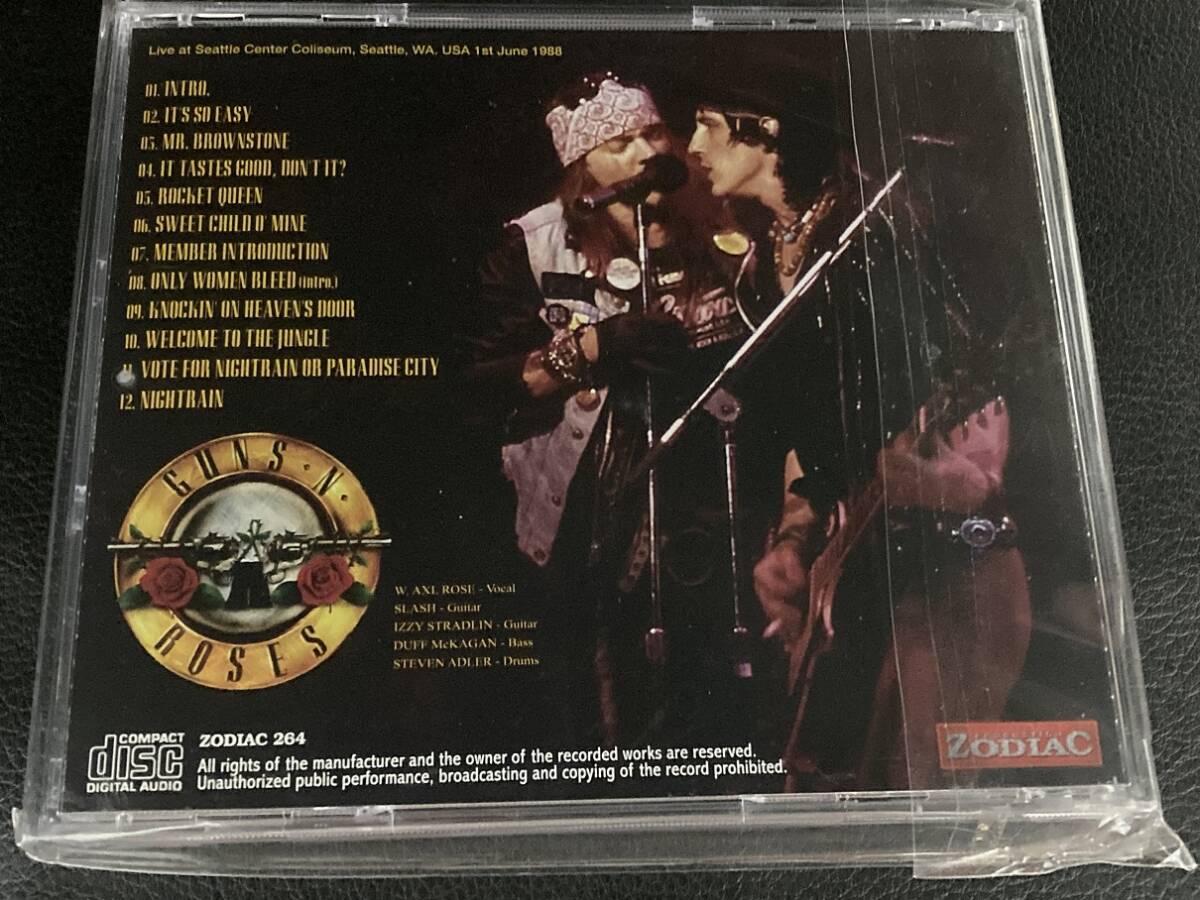 Live at Seattle Center Coliseum, Seattle, WA. USA 1st June 1988
01. INTRO.
02. IT'S SO EASY
03. MR. BROWNSTONE
04. IT TASTES GOOD, DON'T IT?
05. ROCKET QUEEN
06. SWEET CHILD O' MINE
07. MEMBER INTRODUCTION
08. ONLY WOMEN BLEED (intro.)
09. KNOCKIN' ON HEAVEN'S DOOR
10. WELCOME TO THE JUNGLE
11. VOTE FOR NIGHTRAIN OR PARADISE CITY
12. NIGHTRAIN
GUNS N' ROSES
W. AXL ROSE - Vocal
SLASH - Guitar
IZZY STRADLIN - Guitar
DUFF McKAGAN - Bass
STEVEN ADLER - Drums
COMPACT
disc
DIGITAL AUDIO
ZODIAC 264
All rights of the manufacturer and the owner of the recorded works are reserved.
Unauthorized public performance, broadcasting and copying of the record prohibited.
ZODIAC